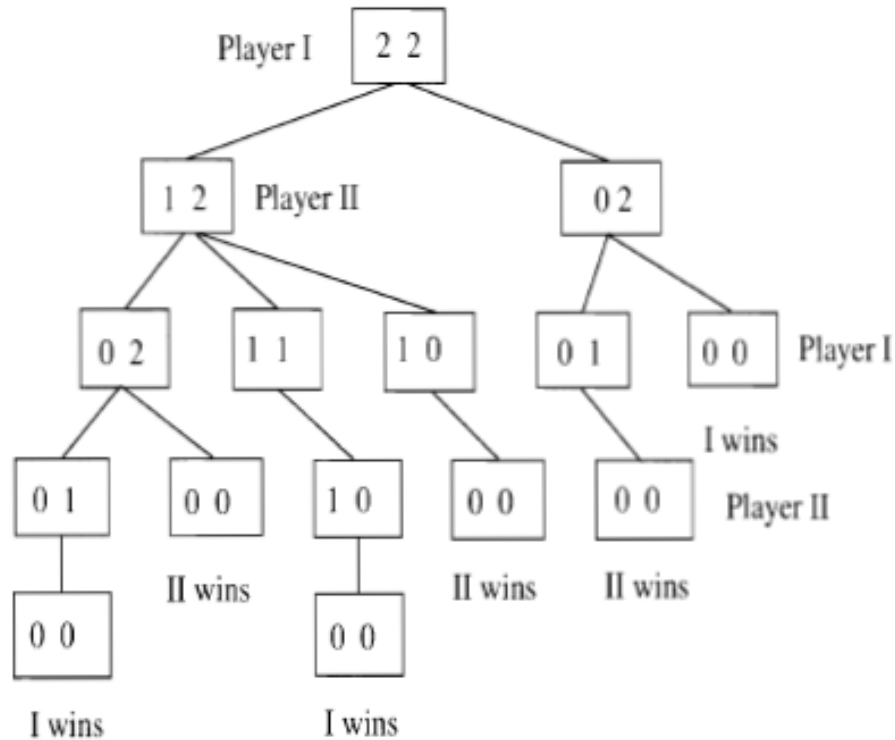 Player I 2 2
1 2 Player II 0 2
0 2 1 1 1 0 0 1 0 0 Player I
I wins
0 1 0 0 1 0 0 0 0 0 Player II
II wins II wins II wins
0 0 0 0
I wins I wins